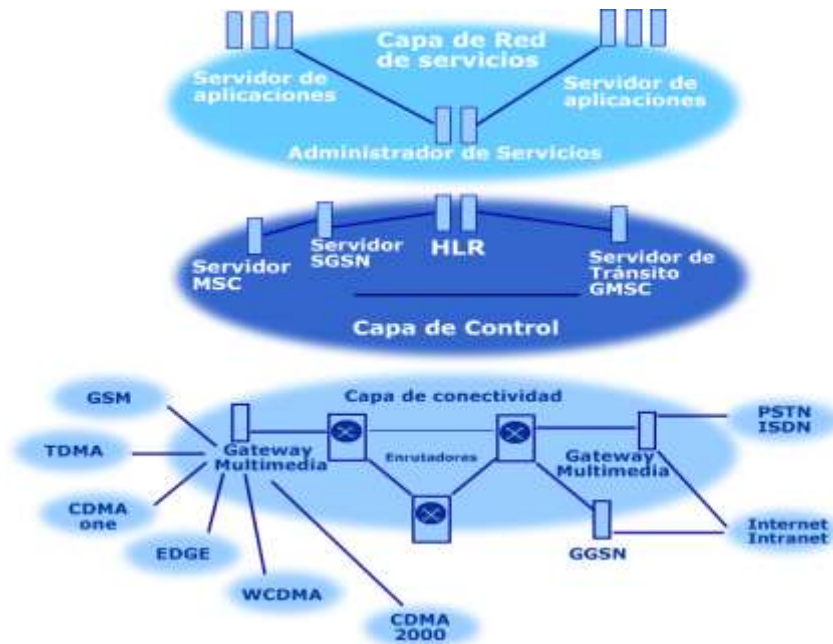 Capa de Red
de servicios
Servidor de
aplicaciones
Servidor de
aplicaciones
Administrador de Servicios
Servidor
MSC
Servidor
SGSN
HLR
Servidor de
Tránsito
GMSC
Capa de Control
Capa de conectividad
GSM
TDMA
CDMA
one
EDGE
WCDMA
CDMA
2000
Gateway
Multimedia
Enrutadores
Gateway
Multimedia
GGSN
PSTN
ISDN
Internet
Intranet